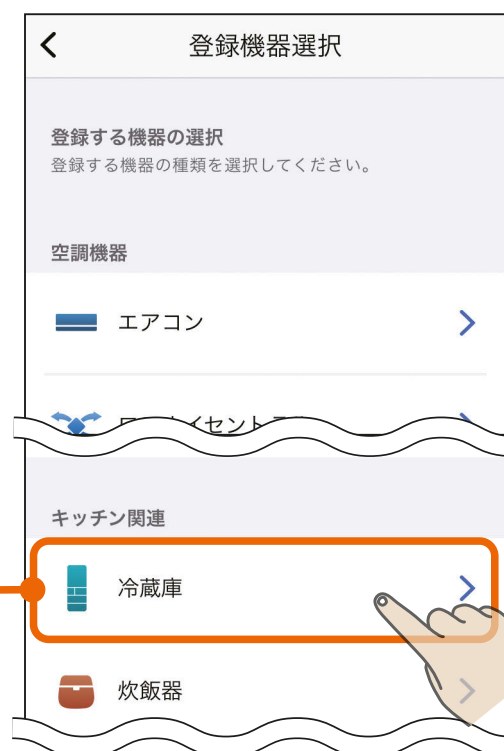 登録機器選択
登録する機器の選択
登録する機器の種類を選択してください。
空調機器
エアコン
キッチン関連
冷蔵庫
炊飯器